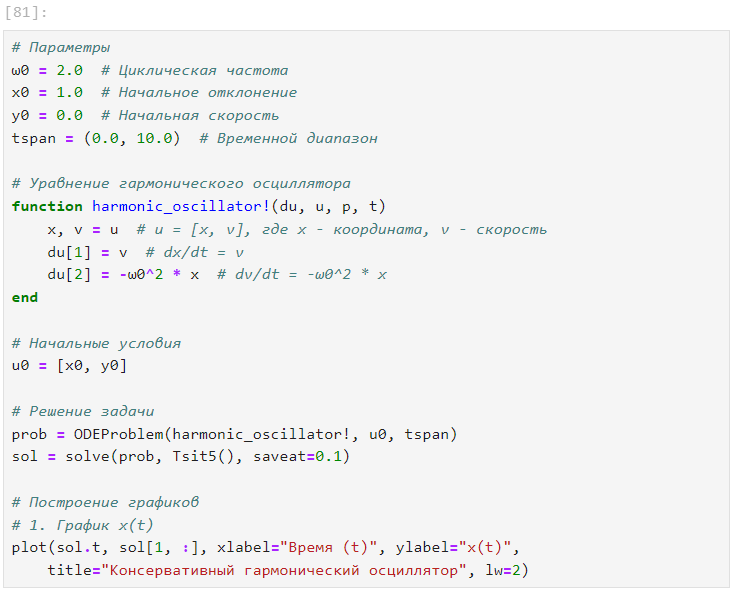 [81]:
# Параметры
ω0 = 2.0  # Циклическая частота
x0 = 1.0  # Начальное отклонение
y0 = 0.0  # Начальная скорость
tspan = (0.0, 10.0)  # Временной диапазон
# Уравнение гармонического осциллятора
function harmonic_oscillator!(du, u, p, t)
    x, v = u  # u = [x, v], где x - координата, v - скорость
    du[1] = v  # dx/dt = v
    du[2] = -ω0^2 * x  # dv/dt = -ω0^2 * x
end
# Начальные условия
u0 = [x0, y0]
# Решение задачи
prob = ODEProblem(harmonic_oscillator!, u0, tspan)
sol = solve(prob, Tsit5(), saveat=0.1)
# Построение графиков
# 1. График x(t)
plot(sol.t, sol[1, :], xlabel="Время (t)", ylabel="x(t)",
    title="Консервативный гармонический осциллятор", lw=2)